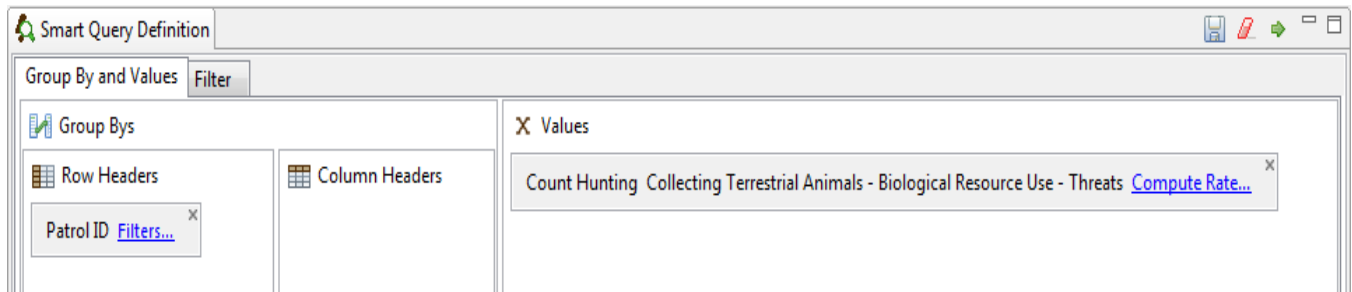 Smart Query Definition
Group By and Values Filter
Group Bys
X Values
Row Headers
Column Headers
Count Hunting Collecting Terrestrial Animals - Biological Resource Use - Threats Compute Rate...
Patrol ID Filters...